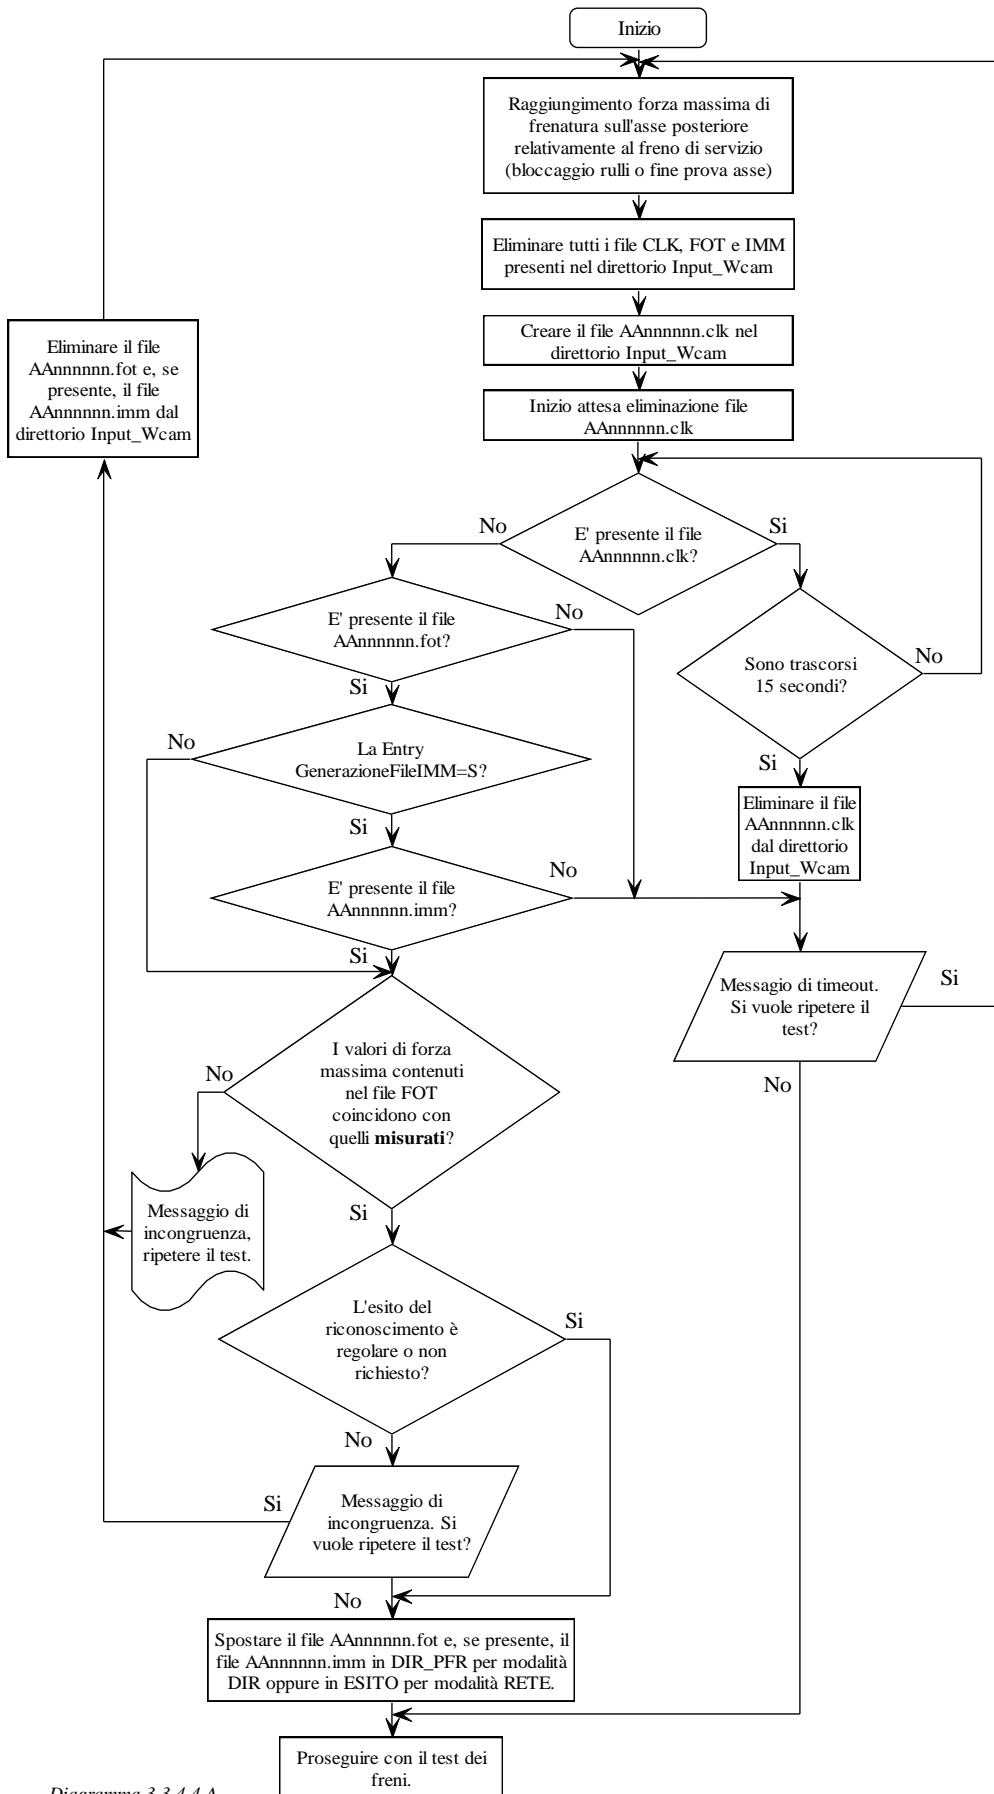 Inizio
Raggiungimento forza massima di
frenatura sull'asse posteriore
relativamente al freno di servizio
(bloccaggio rulli o fine prova asse)
Eliminare tutti i file CLK, FOT e IMM
presenti nel direttorio Input_Wcam
Creare il file AAnnnnnn.clk nel
direttorio Input_Wcam
Inizio attesa eliminazione file
AAnnnnnn.clk
Eliminare il file
AAnnnnnn.fot e, se
presente, il file
AAnnnnnn.imm dal
direttorio Input_Wcam
No
E' presente il file
AAnnnnnn.clk?
Si
E' presente il file
AAnnnnnn.fot?
No
Si
Sono trascorsi
15 secondi?
No
Si
No
La Entry
GenerazioneFileIMM=S?
Si
Eliminare il file
AAnnnnnn.clk
dal direttorio
Input_Wcam
E' presente il file
AAnnnnnn.imm?
No
Si
Messagio di timeout.
Si vuole ripetere il
test?
Si
No
I valori di forza
massima contenuti
nel file FOT
coincidono con
quelli misurati?
No
Si
Messaggio di
incongruenza,
ripetere il test.
L'esito del
riconoscimento è
regolare o non
richiesto?
Si
No
Messaggio di
incongruenza. Si
vuole ripetere il test?
Si
No
Spostare il file AAnnnnnn.fot e, se presente, il
file AAnnnnnn.imm in DIR_PFR per modalità
DIR oppure in ESITO per modalità RETE.
Proseguire con il test dei
freni.
Diagramma 3.3.4.4.A